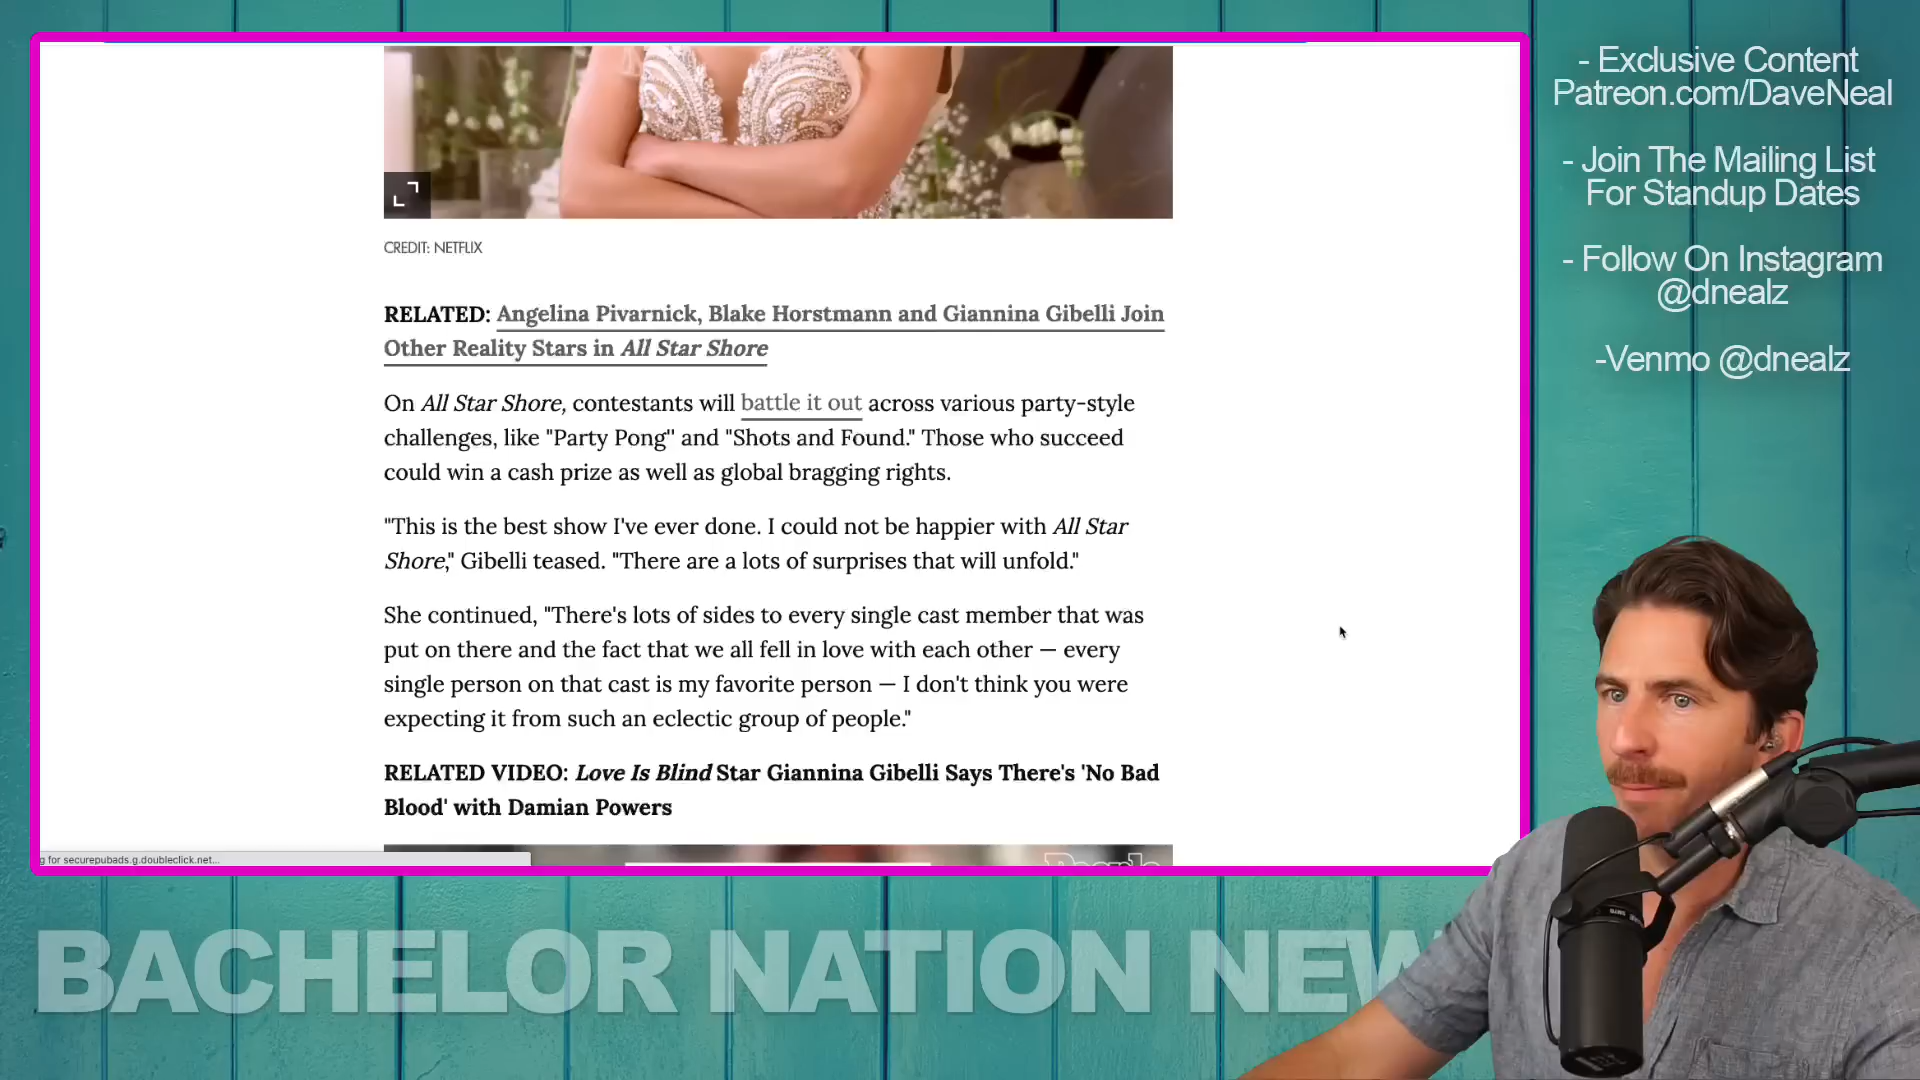 CREDIT: NETFLIX
RELATED: Angelina Pivarnick, Blake Horstmann and Giannina Gibelli Join
Other Reality Stars in All Star Shore
On All Star Shore, contestants will battle it out across various party-style
challenges, like "Party Pong" and "Shots and Found." Those who succeed
could win a cash prize as well as global bragging rights.
"This is the best show I've ever done. I could not be happier with All Star
Shore," Gibelli teased. "There are a lots of surprises that will unfold."
She continued, "There's lots of sides to every single cast member that was
put on there and the fact that we all fell in love with each other — every
single person on that cast is my favorite person — I don't think you were
expecting it from such an eclectic group of people."
RELATED VIDEO: Love Is Blind Star Giannina Gibelli Says There's 'No Bad
Blood' with Damian Powers
People
g for securepubads.g.doubleclick.net...
- Exclusive Content
Patreon.com/DaveNeal
- Join The Mailing List
For Standup Dates
- Follow On Instagram
@dnealz
-Venmo @dnealz
BACHELOR NATION NEW